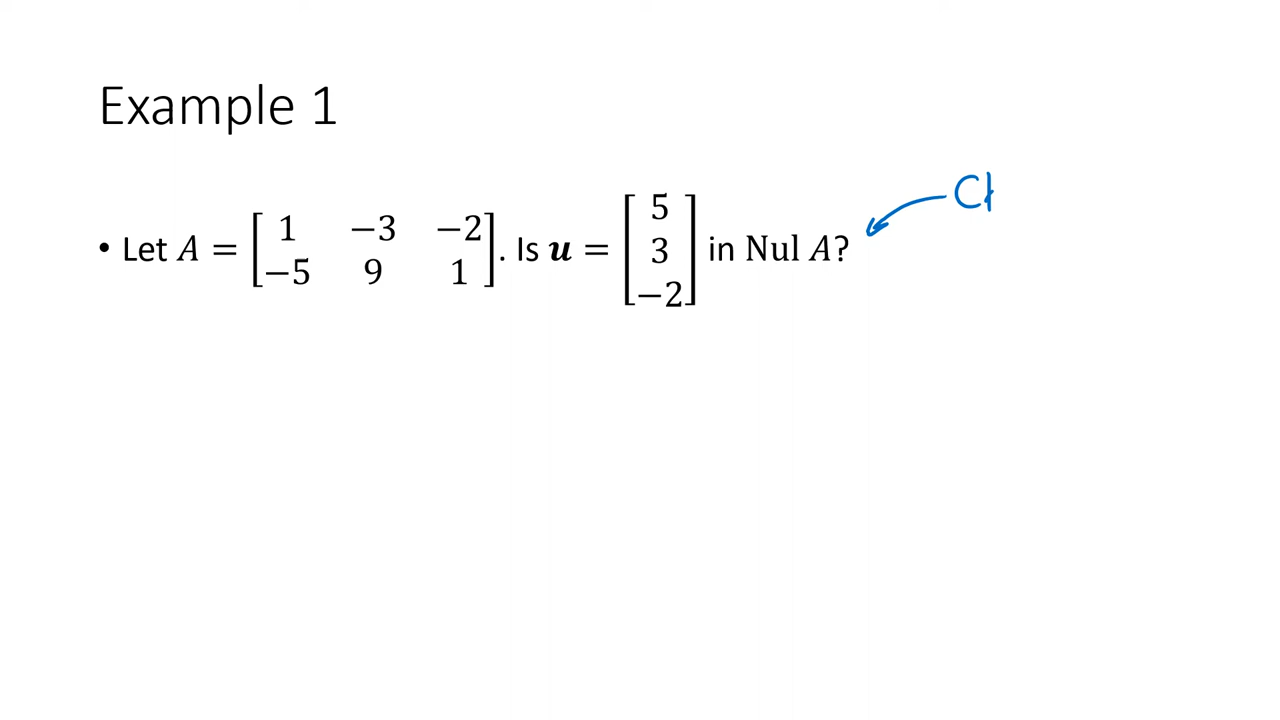 Example 1
Ch
• Let A = [1 −3 −2; −5 9 1]. Is u = [5; 3; −2] in Nul A?